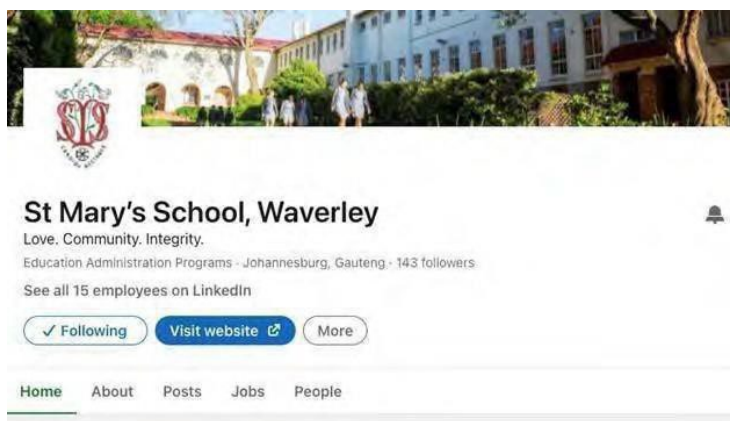 SMS
St Mary's School, Waverley
Love. Community. Integrity.
Education Administration Programs · Johannesburg, Gauteng · 143 followers
See all 15 employees on LinkedIn
✓ Following Visit website More
Home About Posts Jobs People